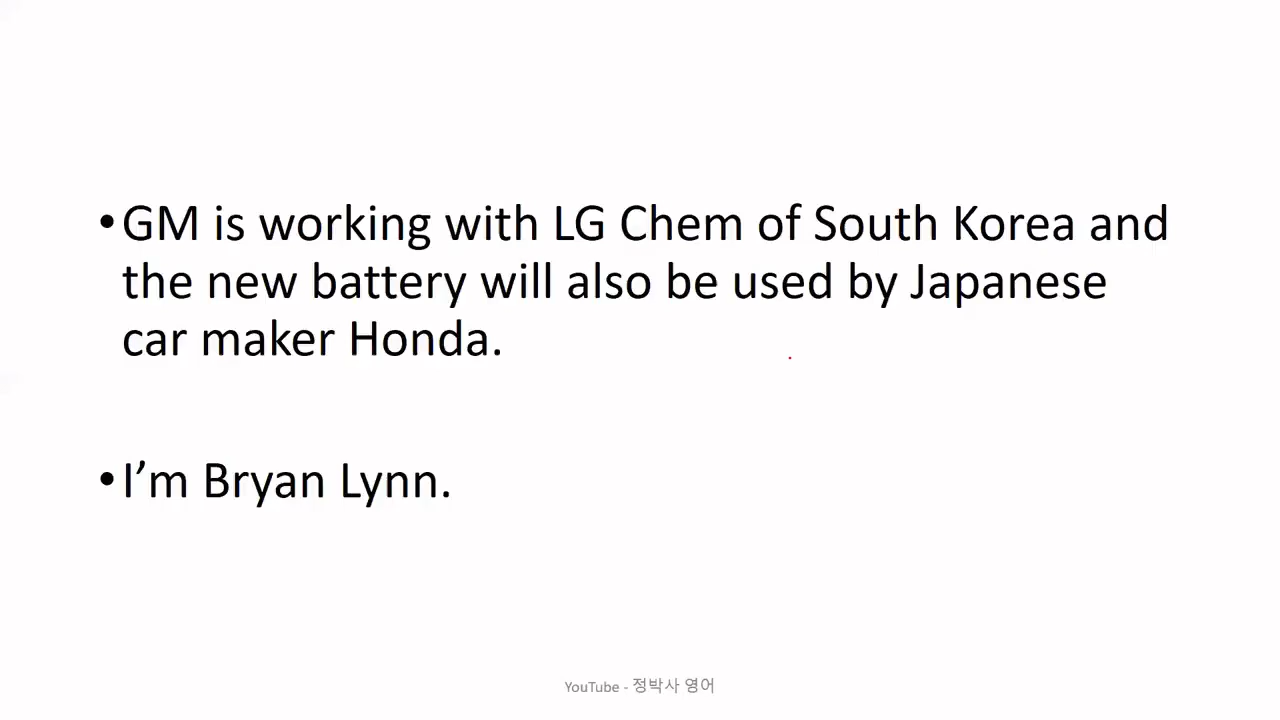 •GM is working with LG Chem of South Korea and
the new battery will also be used by Japanese
car maker Honda.
•I’m Bryan Lynn.
YouTube - 정박사 영어